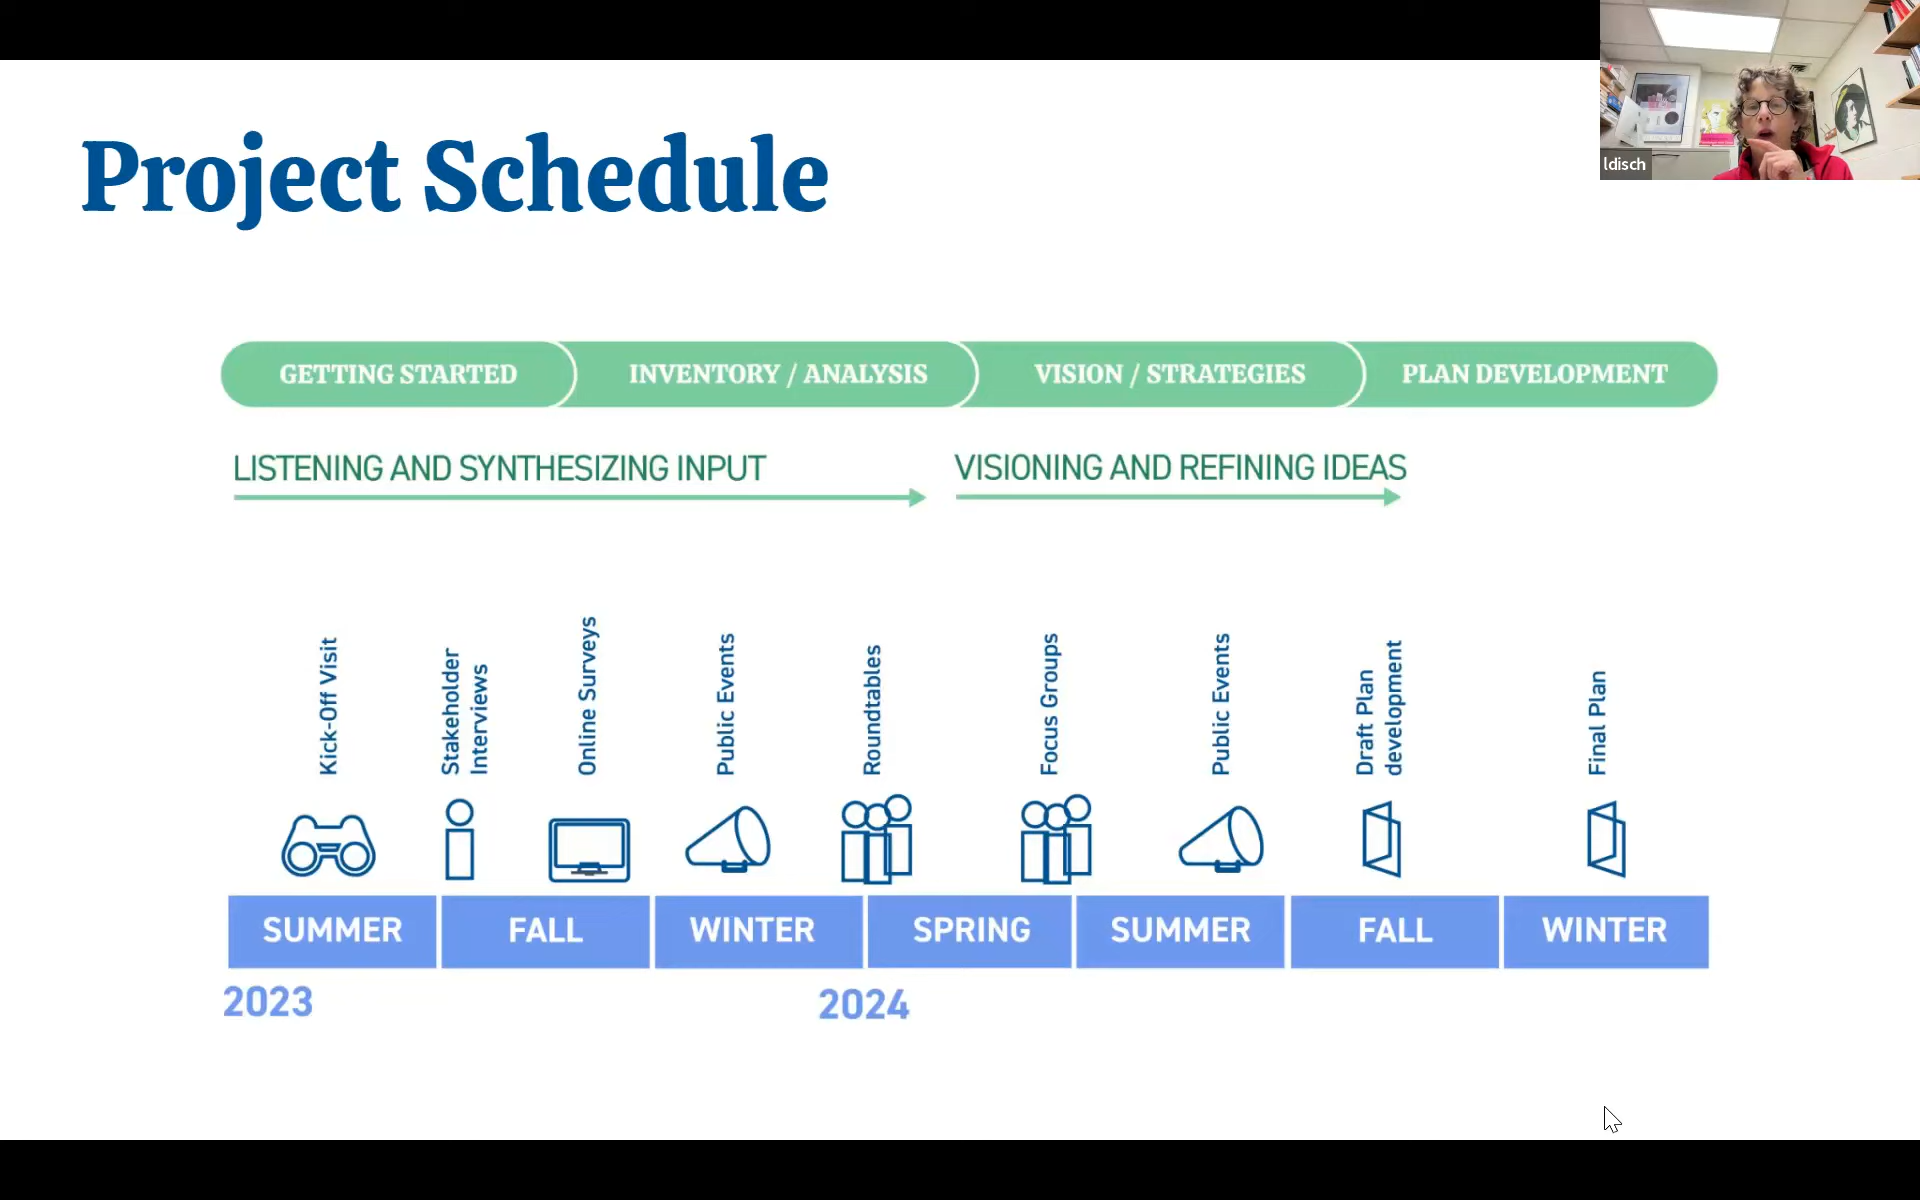 ldisch
Project Schedule
GETTING STARTED
INVENTORY / ANALYSIS
VISION / STRATEGIES
PLAN DEVELOPMENT
LISTENING AND SYNTHESIZING INPUT
VISIONING AND REFINING IDEAS
Kick-Off Visit
Stakeholder
Interviews
Online Surveys
Public Events
Roundtables
Focus Groups
Public Events
Draft Plan
development
Final Plan
SUMMER
FALL
WINTER
SPRING
SUMMER
FALL
WINTER
2023
2024